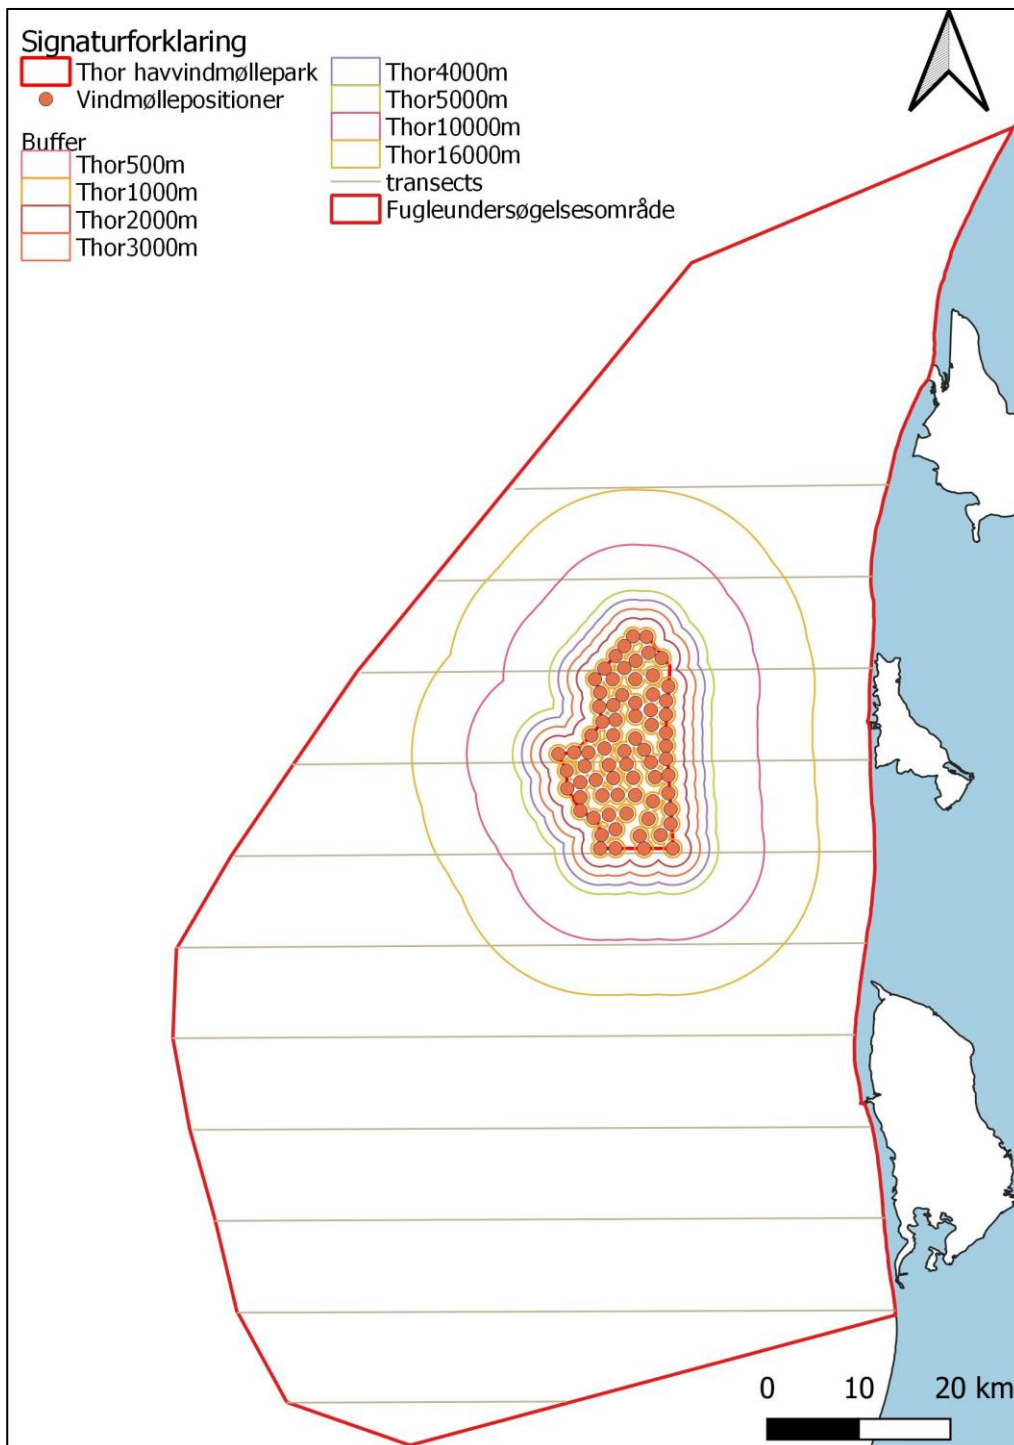 Signaturforklaring
Thor havvindmøllepark
Vindmøllepositioner
Buffer
Thor500m
Thor1000m
Thor2000m
Thor3000m
Thor4000m
Thor5000m
Thor10000m
Thor16000m
transects
Fugleundersøgelsesområde
0 10 20 km